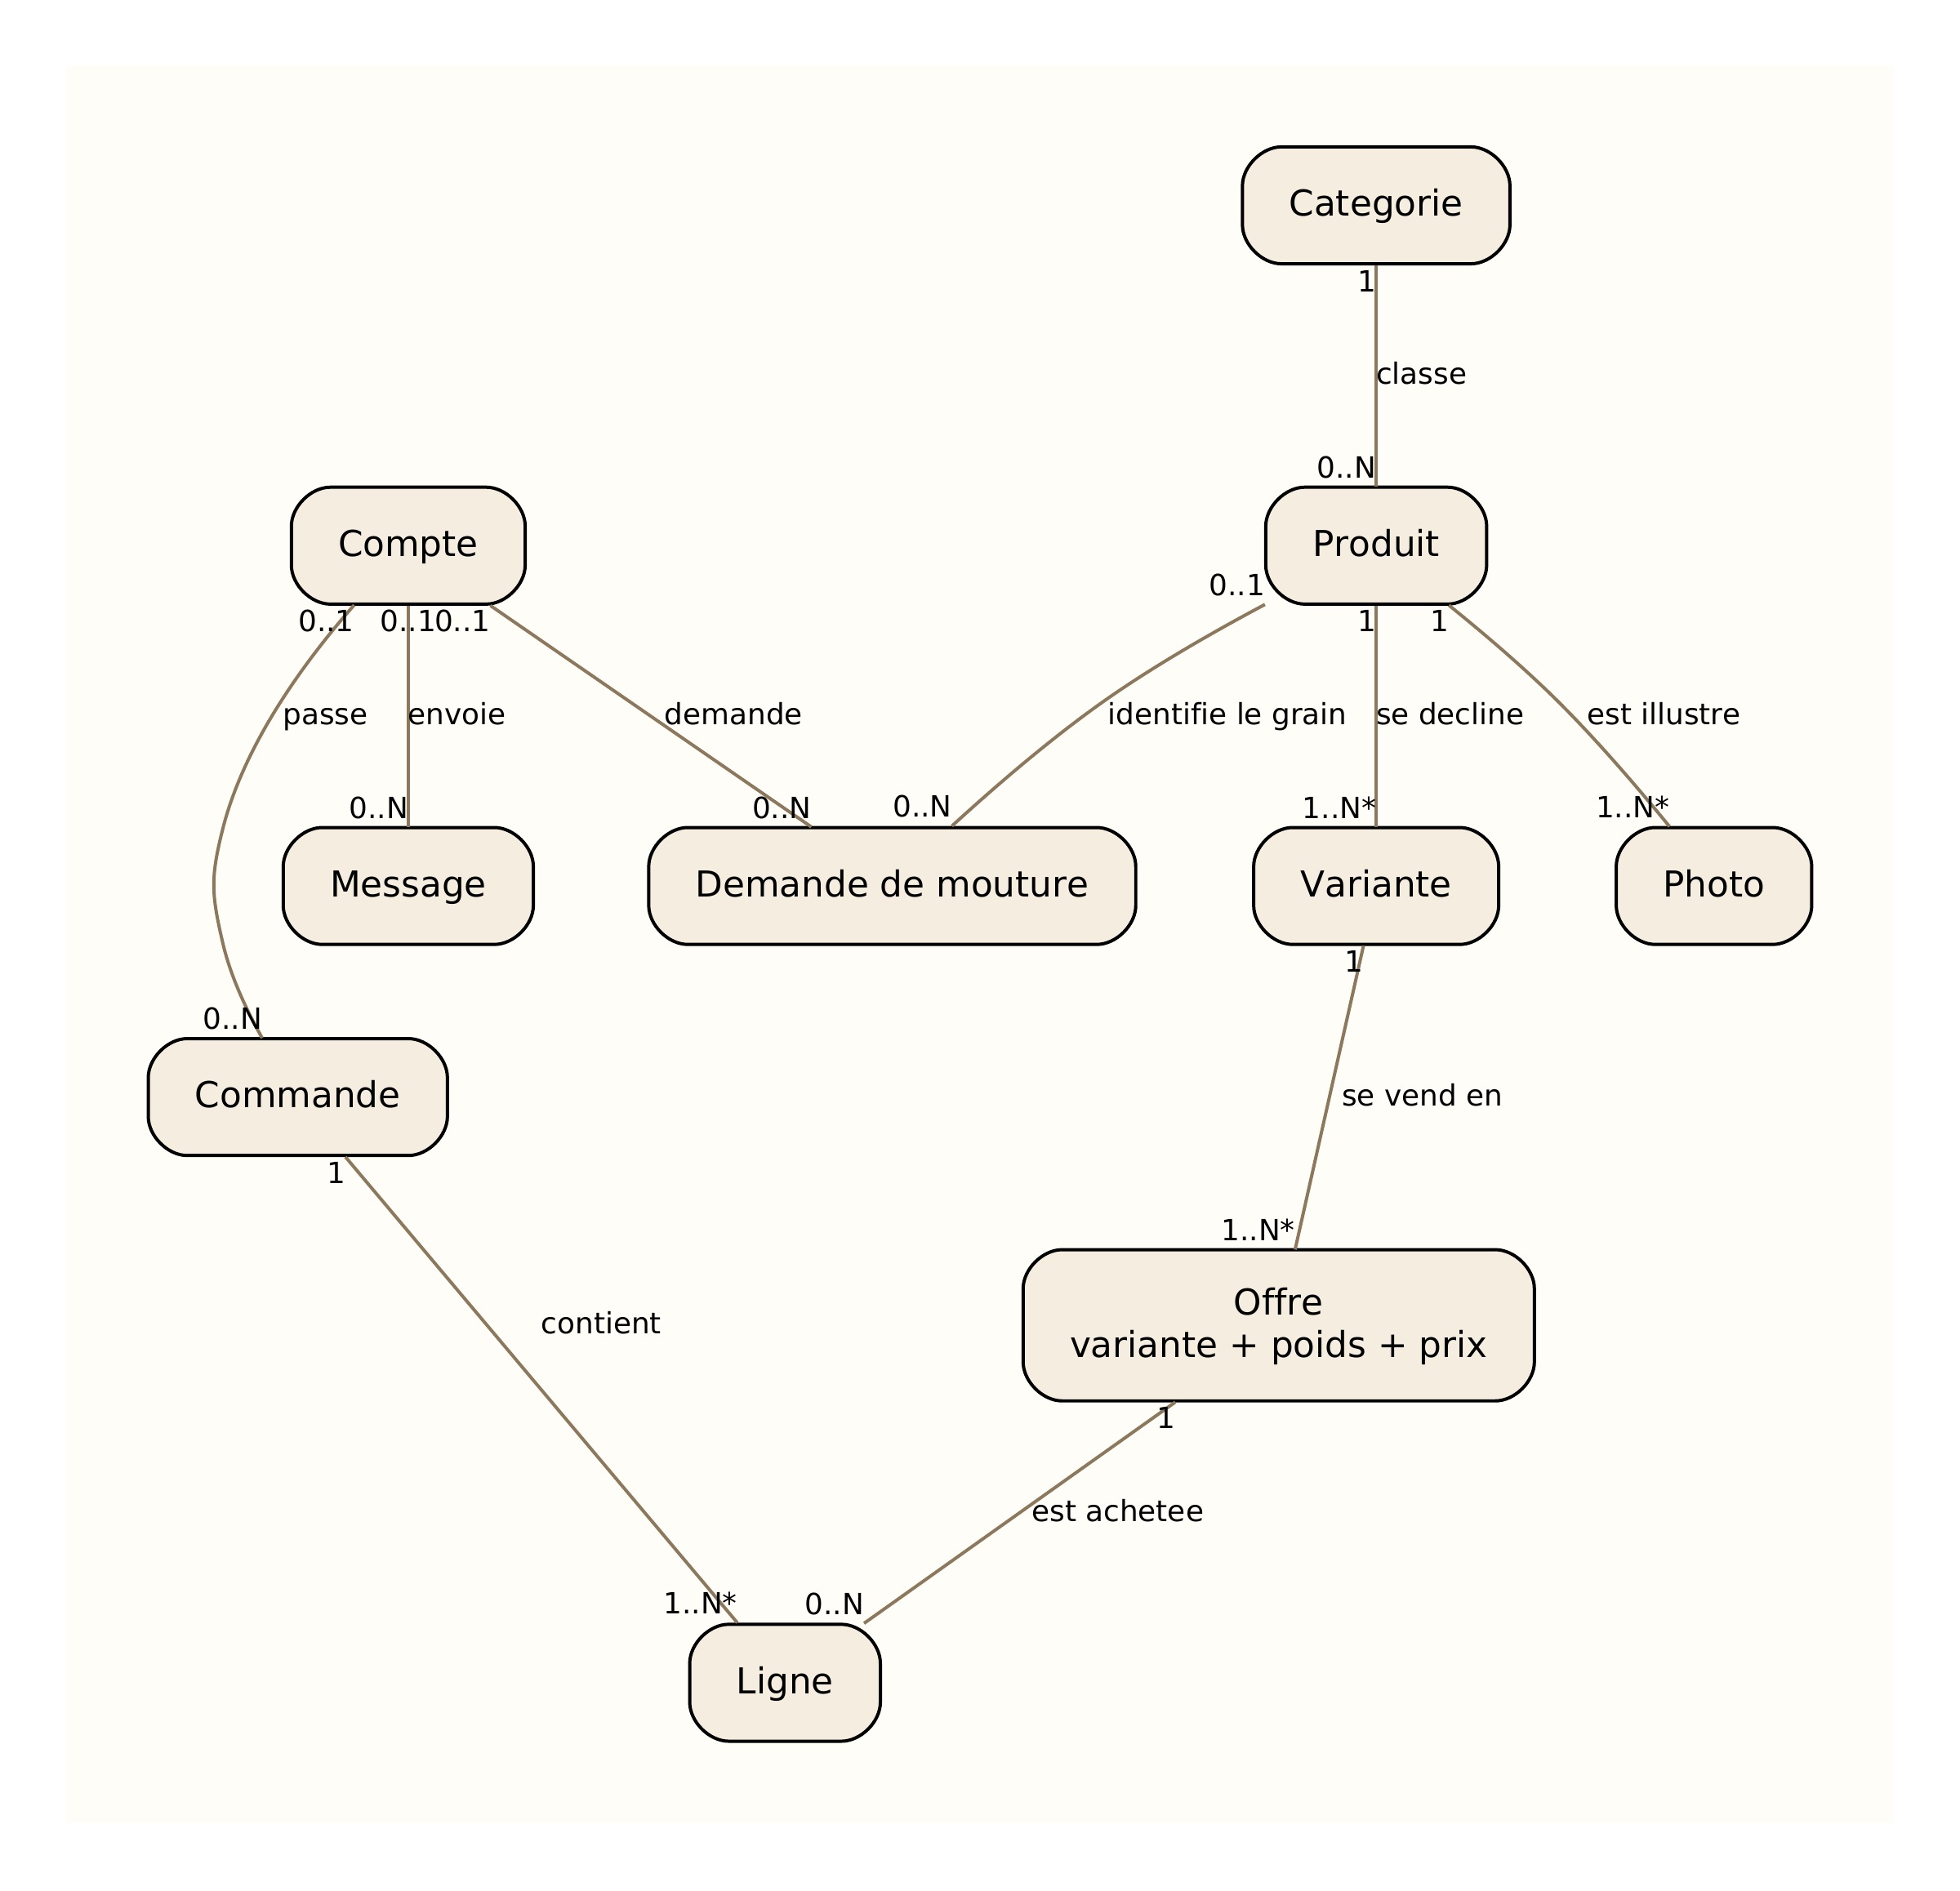 Categorie
1
classe
0..N
Compte
Produit
0..1
0..1
0..1
0..1
1
1
passe
envoie
demande
identifie le grain
se decline
est illustre
0..N
0..N
0..N
1..N*
1..N*
Message
Demande de mouture
Variante
Photo
1
0..N
Commande
se vend en
1
1..N*
Offre
variante + poids + prix
contient
1
est achetee
1..N*
0..N
Ligne